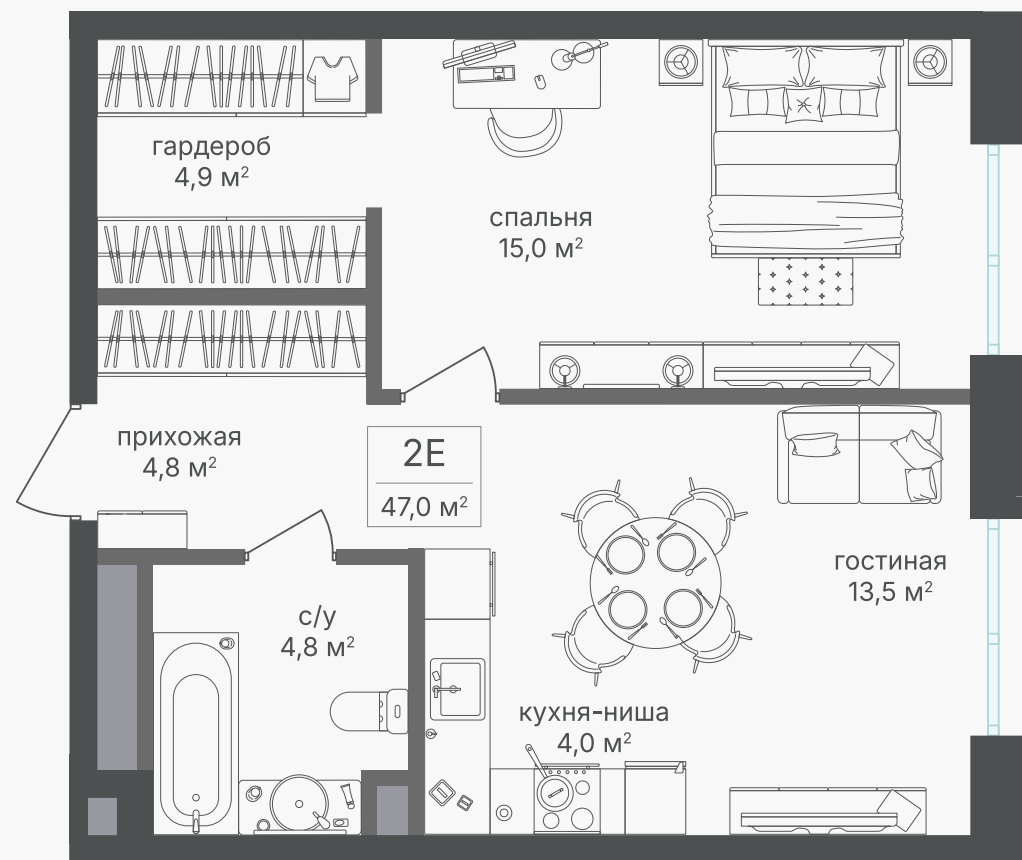 гардероб
4,9 м²
спальня
15,0 м²
прихожая
4,8 м²
2Е
47,0 м²
гостиная
13,5 м²
с/у
4,8 м²
кухня-ниша
4,0 м²